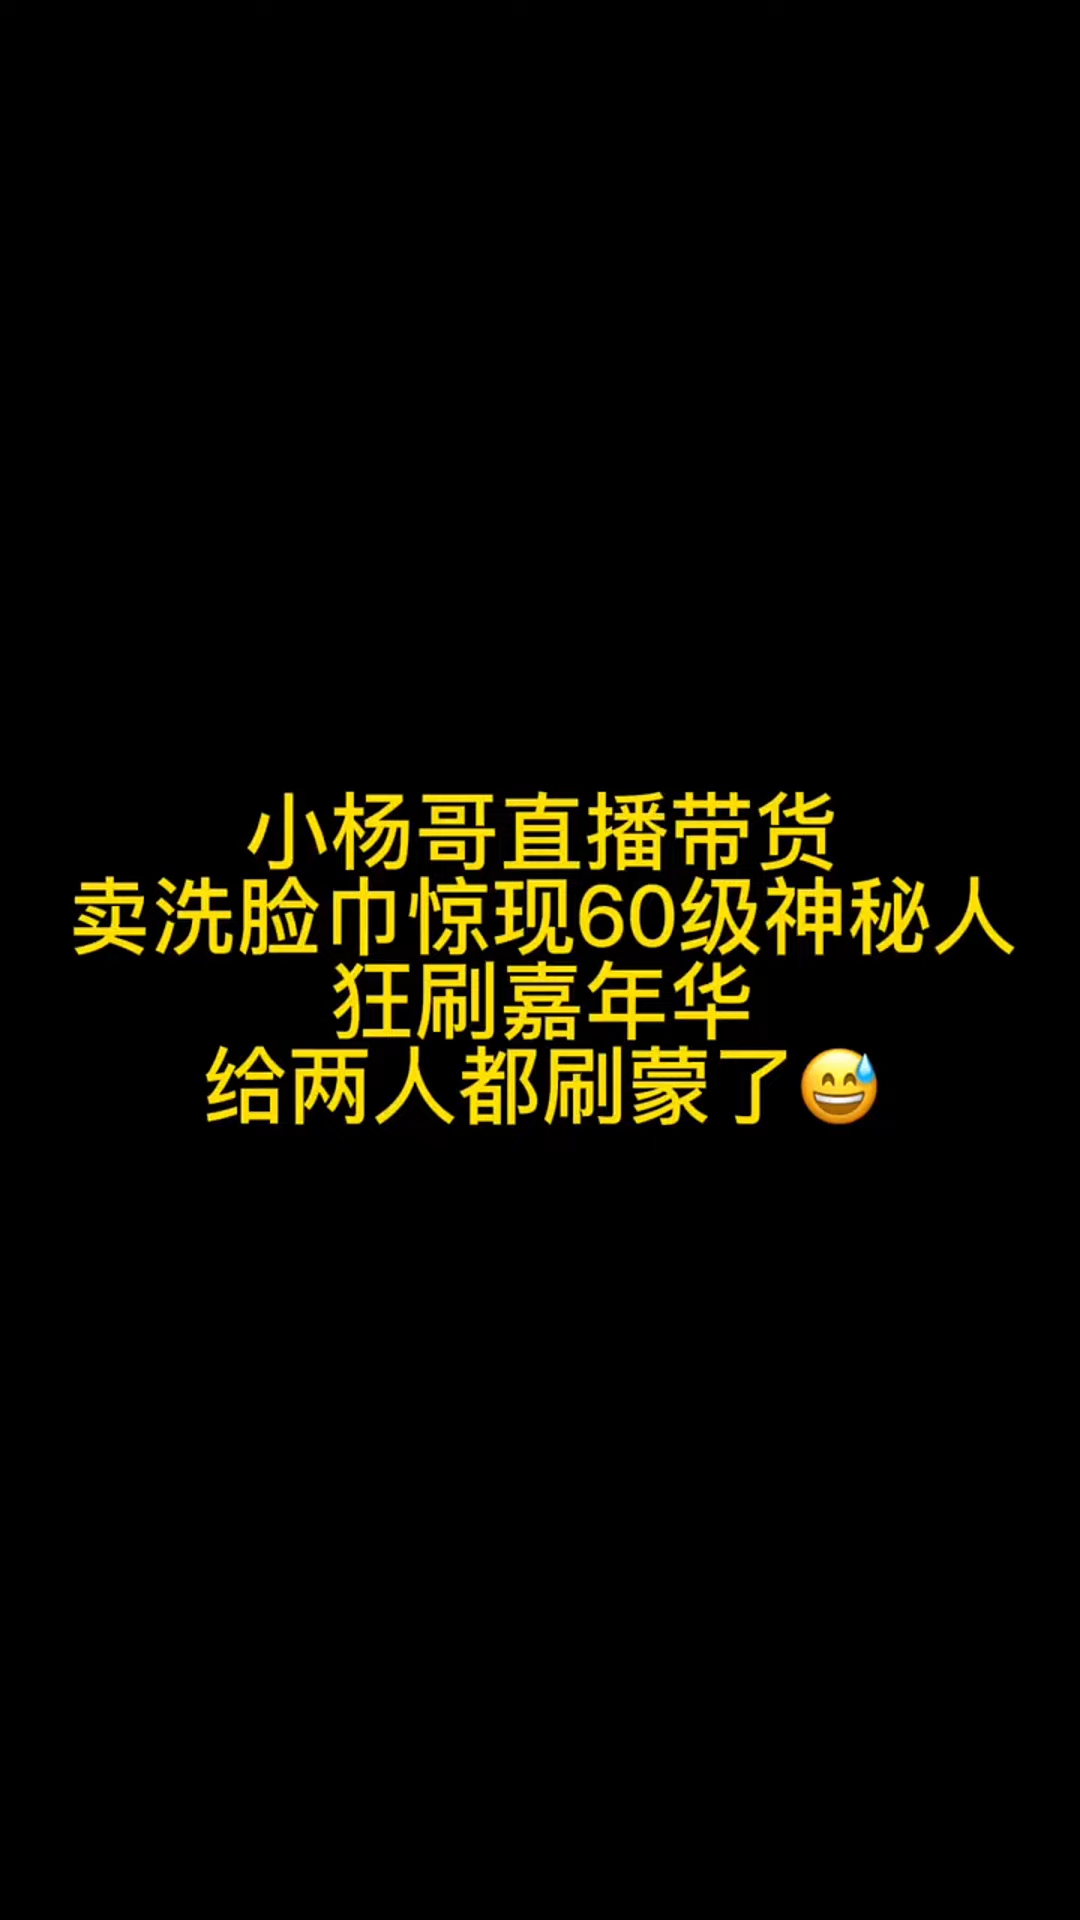 小杨哥直播带货
卖洗脸巾惊现60级神秘人
狂刷嘉年华
给两人都刷蒙了😅